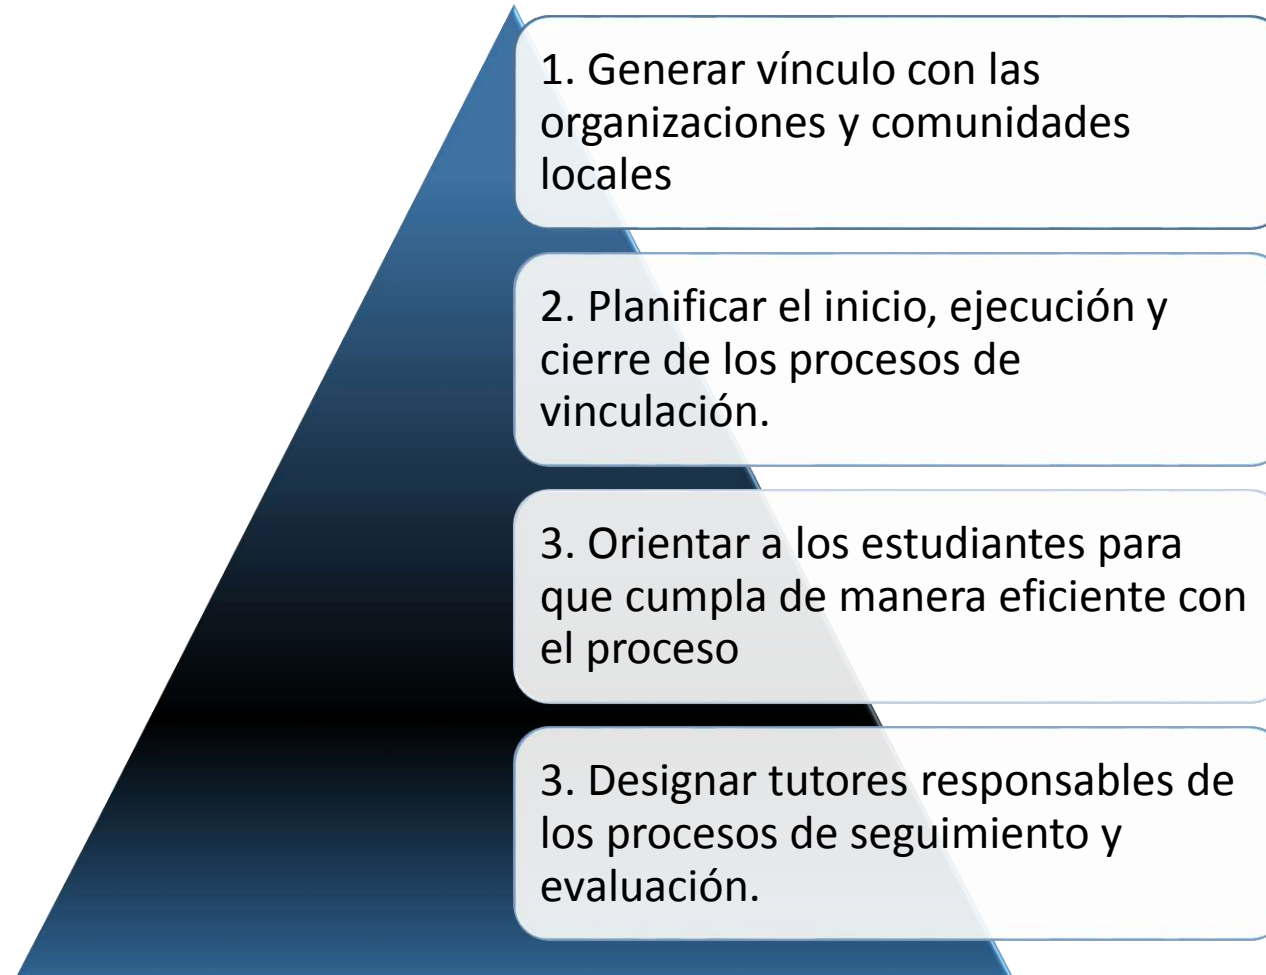 1. Generar vínculo con las
organizaciones y comunidades
locales
2. Planificar el inicio, ejecución y
cierre de los procesos de
vinculación.
3. Orientar a los estudiantes para
que cumpla de manera eficiente con
el proceso
3. Designar tutores responsables de
los procesos de seguimiento y
evaluación.